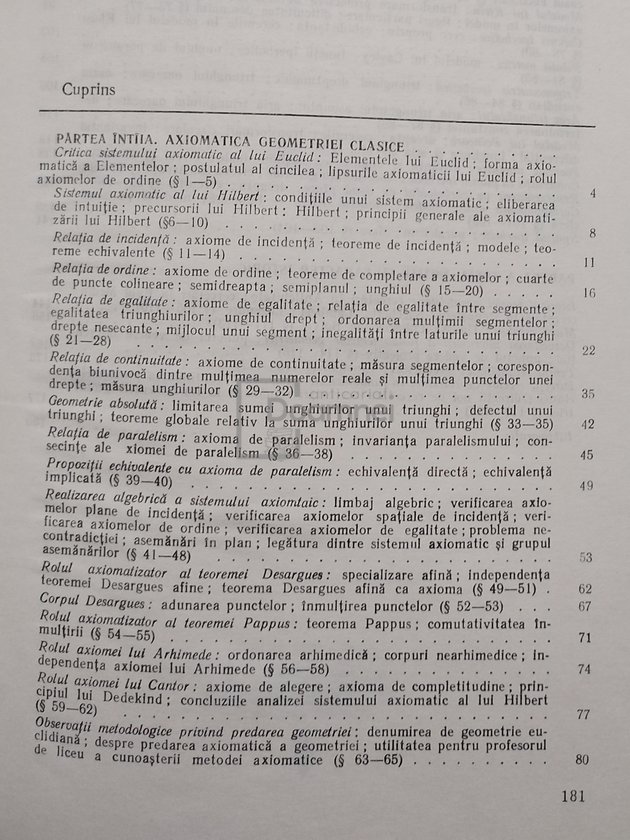 Cuprins
PARTEA ÎNTÎIA. AXIOMATICA GEOMETRIEI CLASICE . . . . . . . . . .
Critica sistemului axiomatic al lui Euclid : Elementele lui Euclid ; forma axio-
matică a Elementelor ; postulatul al cincilea ; lipsurile axiomaticii lui Euclid ; rolul
axiomelor de ordine (§ 1—5) . . . . . . . . . . 4
Sistemul axiomatic al lui Hilbert : condițiile unui sistem axiomatic ; eliberarea
de intuiție ; precursorii lui Hilbert ; Hilbert ; principii generale ale axiomati-
zării lui Hilbert (§6—10) . . . . . . . . . . 8
Relația de incidență : axiome de incidență ; teoreme de incidență ; modele ; teo-
reme echivalente (§ 11—14) . . . . . . . . . . 11
Relația de ordine : axiome de ordine ; teoreme de completare a axiomelor ; cuarte
de puncte colineare ; semidreapta ; semiplanul ; unghiul (§ 15—20) . . . . . 16
Relația de egalitate : axiome de egalitate ; relația de egalitate între segmente ;
egalitatea triunghiurilor ; unghiul drept ; ordonarea mulțimii segmentelor ;
drepte nesecante ; mijlocul unui segment ; inegalități între laturile unui triunghi
(§ 21—28) . . . . . . . . . . 22
Relația de continuitate : axiome de continuitate ; măsura segmentelor ; corespon-
dența biunivocă dintre mulțimea numerelor reale și mulțimea punctelor unei
drepte ; măsura unghiurilor (§ 29—32) . . . . . . . . . . 35
Geometrie absolută : limitarea sumei unghiurilor unui triunghi ; defectul unui
triunghi ; teoreme globale relativ la suma unghiurilor unui triunghi (§ 33—35) 42
Relația de paralelism : axioma de paralelism ; invarianța paralelismului ; con-
secințe ale xiomei de paralelism (§ 36—38) . . . . . . . . . . 45
Propoziții echivalente cu axioma de paralelism : echivalență directă ; echivalență
implicată (§ 39—40) . . . . . . . . . . 49
Realizarea algebrică a sistemului axiomtaic : limbaj algebric ; verificarea axio-
melor plane de incidență ; verificarea axiomelor spațiale de incidență ; veri-
ficarea axiomelor de ordine ; verificarea axiomelor de egalitate ; problema ne-
contradicției ; asemănări în plan ; legătura dintre sistemul axiomatic și grupul
asemănărilor (§ 41—48) . . . . . . . . . . 53
Rolul axiomatizator al teoremei Desargues : specializare afină ; independența
teoremei Desargues afine ; teorema Desargues afină ca axioma (§ 49—51) . 62
Corpul Desargues : adunarea punctelor ; înmulțirea punctelor (§ 52—53) . . . 67
Rolul axiomatizator al teoremei Pappus : teorema Pappus ; comutativitatea în-
mulțirii (§ 54—55) . . . . . . . . . . 71
Rolul axiomei lui Arhimede : ordonarea arhimedică ; corpuri nearhimedice ; in-
dependența axiomei lui Arhimede (§ 56—58) . . . . . . . . . . 74
Rolul axiomei lui Cantor : axiome de alegere ; axioma de completitudine ; prin-
cipiul lui Dedekind ; concluziile analizei sistemului axiomatic al lui Hilbert
(§ 59—62) . . . . . . . . . . 77
Observații metodologice privind predarea geometriei : denumirea de geometrie eu-
clidiană ; despre predarea axiomatică a geometriei ; utilitatea pentru profesorul
de liceu a cunoașterii metodei axiomatice (§ 63—65) . . . . . . . . . . 80
181